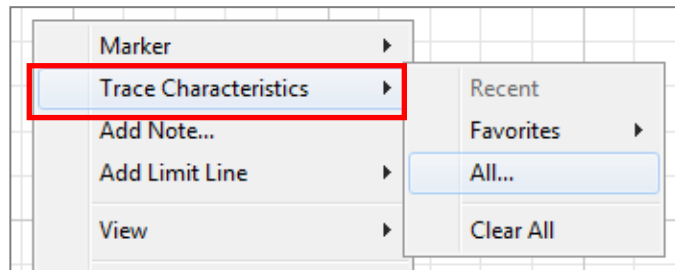 Marker
Trace Characteristics
Add Note...
Add Limit Line
View
Recent
Favorites
All...
Clear All